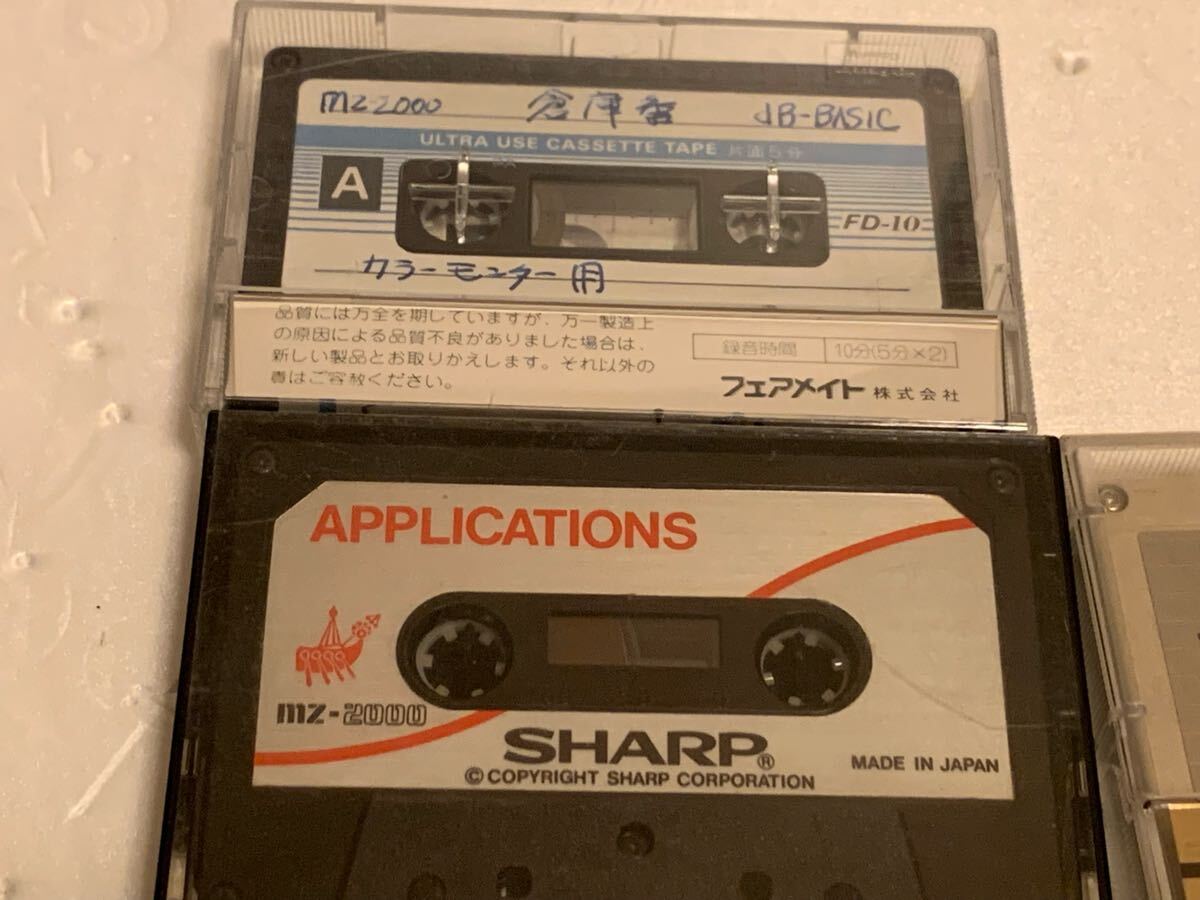 MZ-2000 倉庫番 dB-BASIC
ULTRA USE CASSETTE TAPE 片面5分
A
FD-10
カラーモニター用
品質には万全を期していますが、万一製造上
の原因による品質不良がありました場合は、
新しい製品とお取りかえします。それ以外の
責はご容赦ください。
録音時間 10分(5分×2)
フェアメイト 株式会社
APPLICATIONS
MZ-2000
SHARP®
©COPYRIGHT SHARP CORPORATION
MADE IN JAPAN